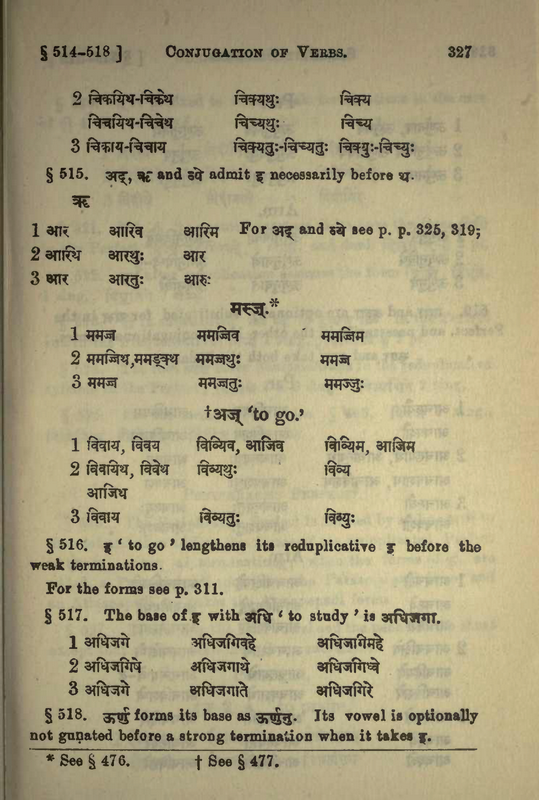 § 514–518 ] CONJUGATION OF VERBS. 327
2 चिकयिथ-चिकेथ चिक्यथुः चिक्य
चिचयिथ-चिचेथ चिच्यथुः चिच्य
3 चिकाय-चिचाय चिक्यतुः-चिच्यतुः चिक्युः-चिच्युः
§ 515. अद्, ऋ and व्ये admit इ necessarily before थ.
ऋ
1 आर आरिव आरिम For अद् and व्ये see p. p. 325, 319;
2 आरिथ आरथुः आर
3 आर आरतुः आरुः
मस्ज्.*
1 ममज्ज ममज्जिव ममज्जिम
2 ममज्जिथ,ममङ्क्थ ममज्जथुः ममज्ज
3 ममज्ज ममज्जतुः ममज्जुः
†अज् ‘to go.’
1 विवाय, विवय विव्यिव, आजिव विव्यिम, आजिम
2 विवयिथ, विवेथ विव्यथुः विव्य
आजिथ
3 विवाय विव्यतुः विव्युः
§ 516. इ ‘ to go ’ lengthens its reduplicative इ before the
weak terminations.
For the forms see p. 311.
§ 517. The base of इ with अधि ‘ to study ’ is अधिजगा.
1 अधिजगे अधिजगिवहे अधिजगिमहे
2 अधिजगिषे अधिजगाथे अधिजगिध्वे
3 अधिजगे अधिजगाते अधिजगिरे
§ 518. ऊर्णु forms its base as ऊर्णुनु. Its vowel is optionally
not guṇated before a strong termination when it takes इ.
* See § 476. † See § 477.